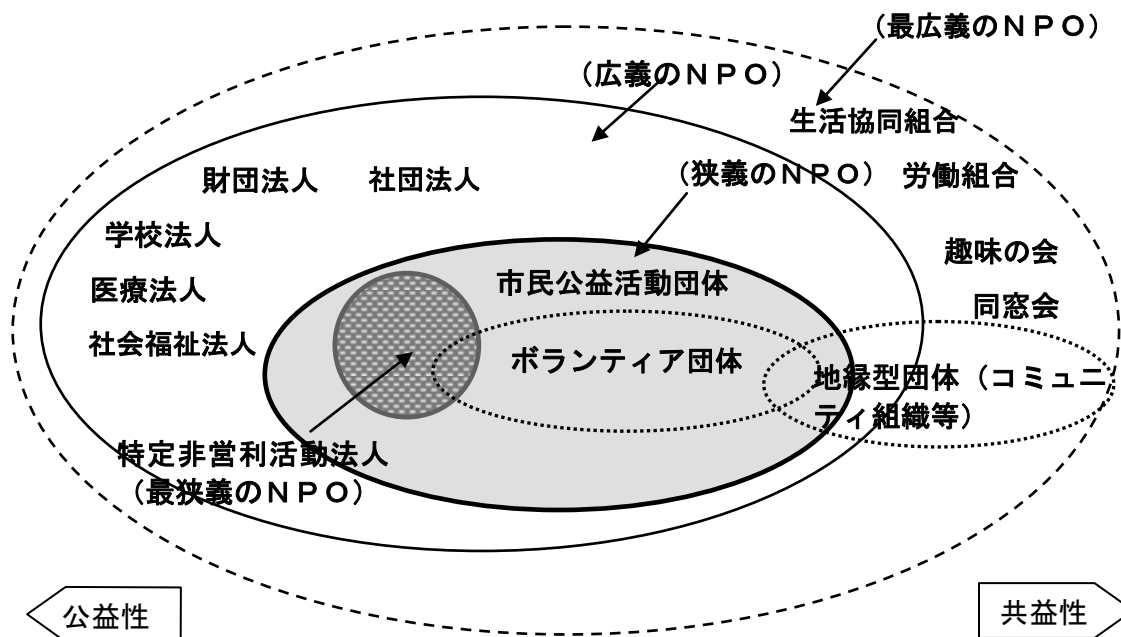 （最広義のＮＰＯ）
（広義のＮＰＯ）
生活協同組合
財団法人
社団法人
（狭義のＮＰＯ）
労働組合
学校法人
趣味の会
医療法人
市民公益活動団体
同窓会
社会福祉法人
ボランティア団体
地縁型団体（コミュニ
ティ組織等）
特定非営利活動法人
（最狭義のＮＰＯ）
公益性
共益性